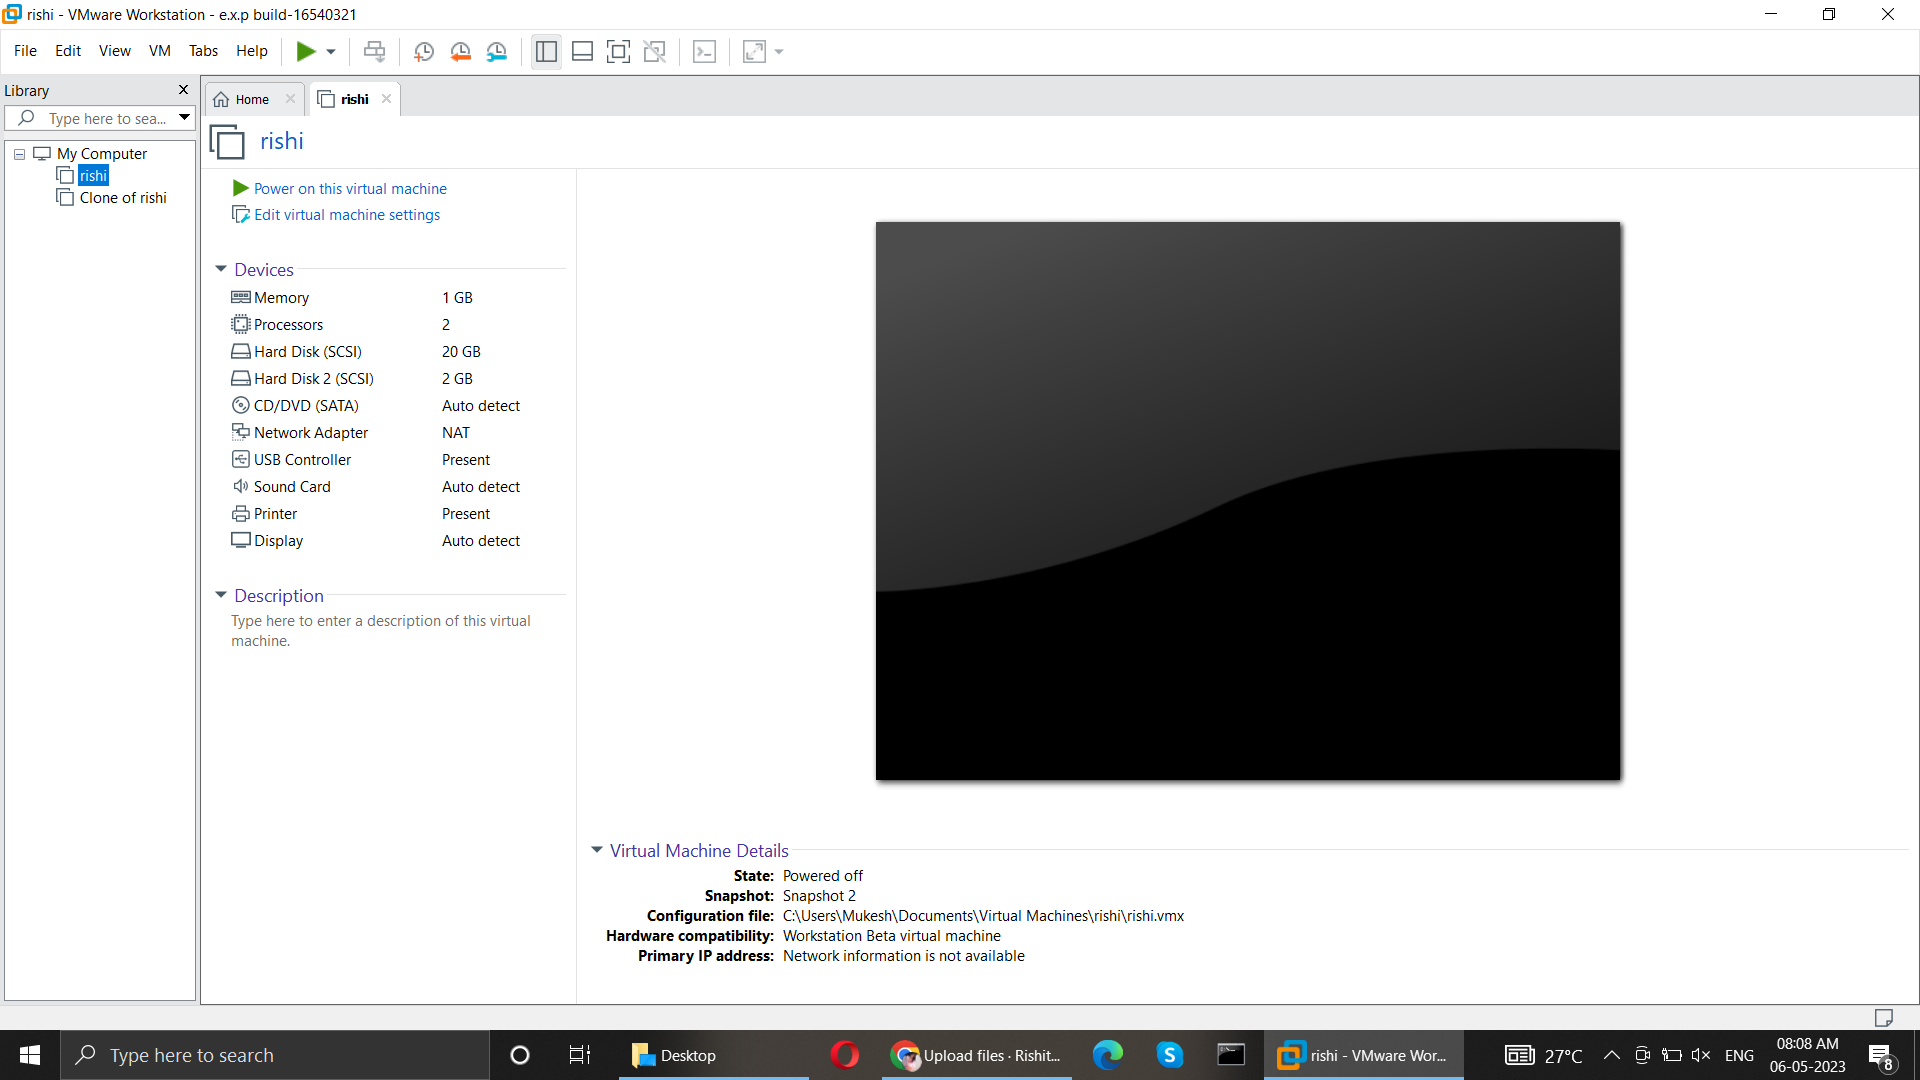 rishi - VMware Workstation - e.x.p build-16540321
File Edit View VM Tabs Help
Library
Home
rishi
Type here to sea...
rishi
My Computer
rishi
Clone of rishi
Power on this virtual machine
Edit virtual machine settings
Devices
Memory 1 GB
Processors 2
Hard Disk (SCSI) 20 GB
Hard Disk 2 (SCSI) 2 GB
CD/DVD (SATA) Auto detect
Network Adapter NAT
USB Controller Present
Sound Card Auto detect
Printer Present
Display Auto detect
Description
Type here to enter a description of this virtual
machine.
Virtual Machine Details
State: Powered off
Snapshot: Snapshot 2
Configuration file: C:\Users\Mukesh\Documents\Virtual Machines\rishi\rishi.vmx
Hardware compatibility: Workstation Beta virtual machine
Primary IP address: Network information is not available
Type here to search
Desktop
Upload files · Rishit...
rishi - VMware Wor...
27°C
ENG
08:08 AM
06-05-2023
8